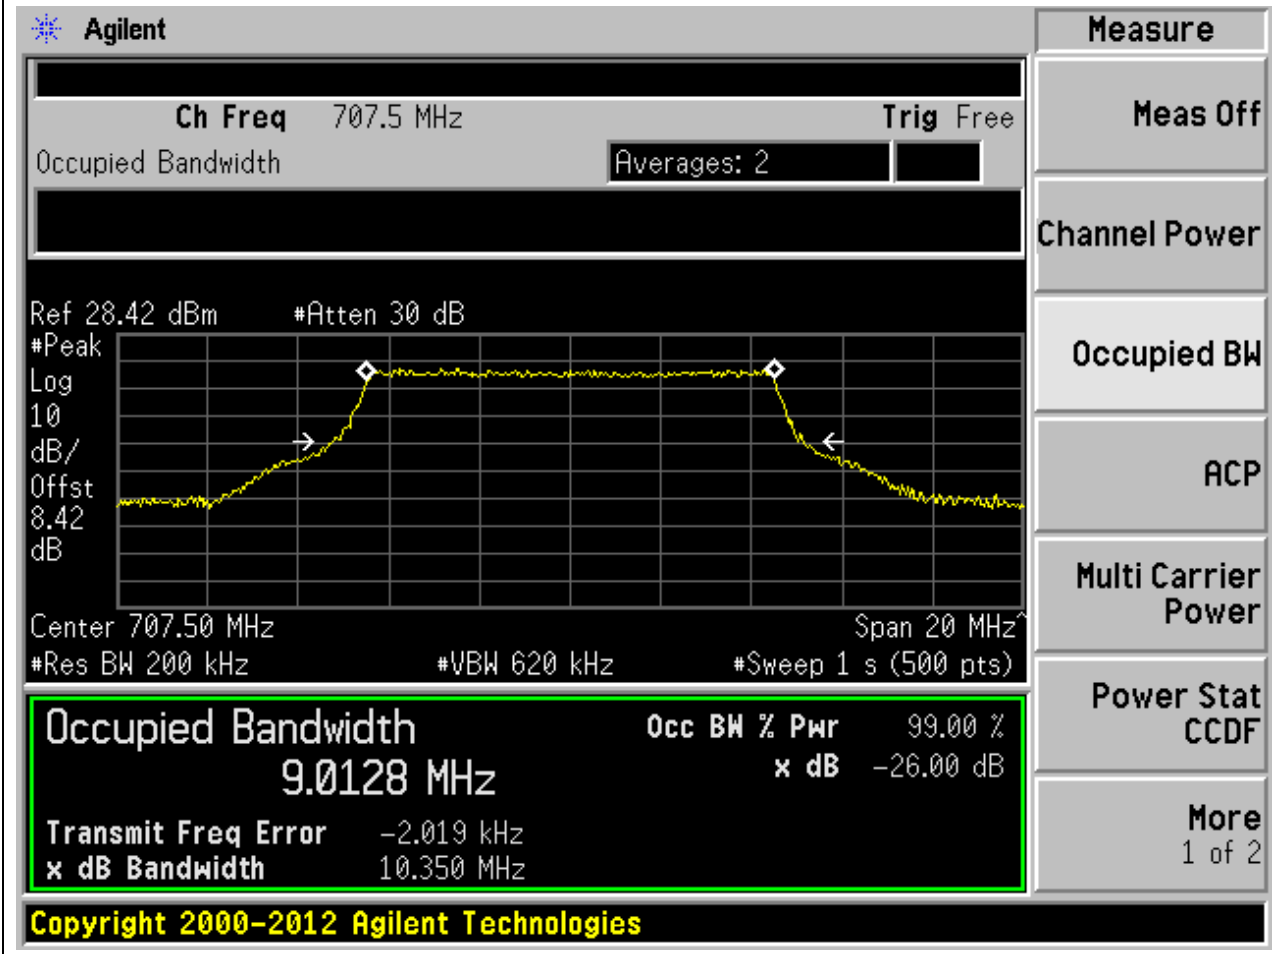 Agilent
Measure
Ch Freq 707.5 MHz Trig Free
Meas Off
Occupied Bandwidth Averages: 2
Channel Power
Ref 28.42 dBm #Atten 30 dB
#Peak
Log
10
dB/
Offst
8.42
dB
Occupied BW
ACP
Center 707.50 MHz Span 20 MHz^
#Res BW 200 kHz #VBW 620 kHz #Sweep 1 s (500 pts)
Multi Carrier
Power
Occupied Bandwidth Occ BW % Pwr 99.00 %
9.0128 MHz x dB -26.00 dB
Transmit Freq Error -2.019 kHz
x dB Bandwidth 10.350 MHz
Power Stat
CCDF
More
1 of 2
Copyright 2000-2012 Agilent Technologies